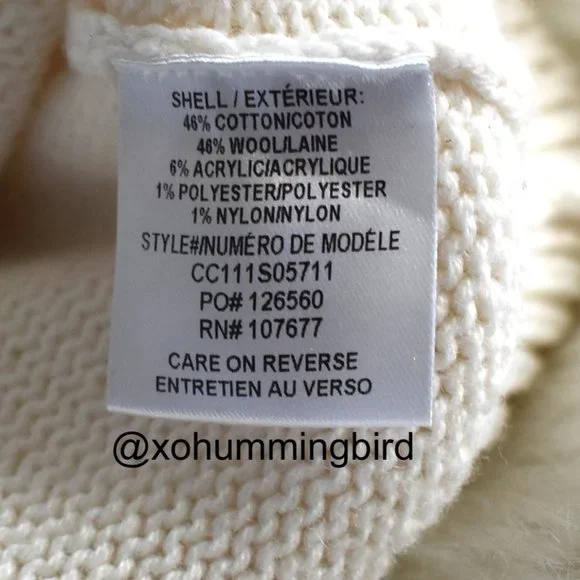 SHELL / EXTÉRIEUR:
46% COTTON/COTON
46% WOOL/LAINE
6% ACRYLIC/ACRYLIQUE
1% POLYESTER/POLYESTER
1% NYLON/NYLON
STYLE#/NUMÉRO DE MODÉLE
CC111S05711
PO# 126560
RN# 107677
CARE ON REVERSE
ENTRETIEN AU VERSO
@xohummingbird